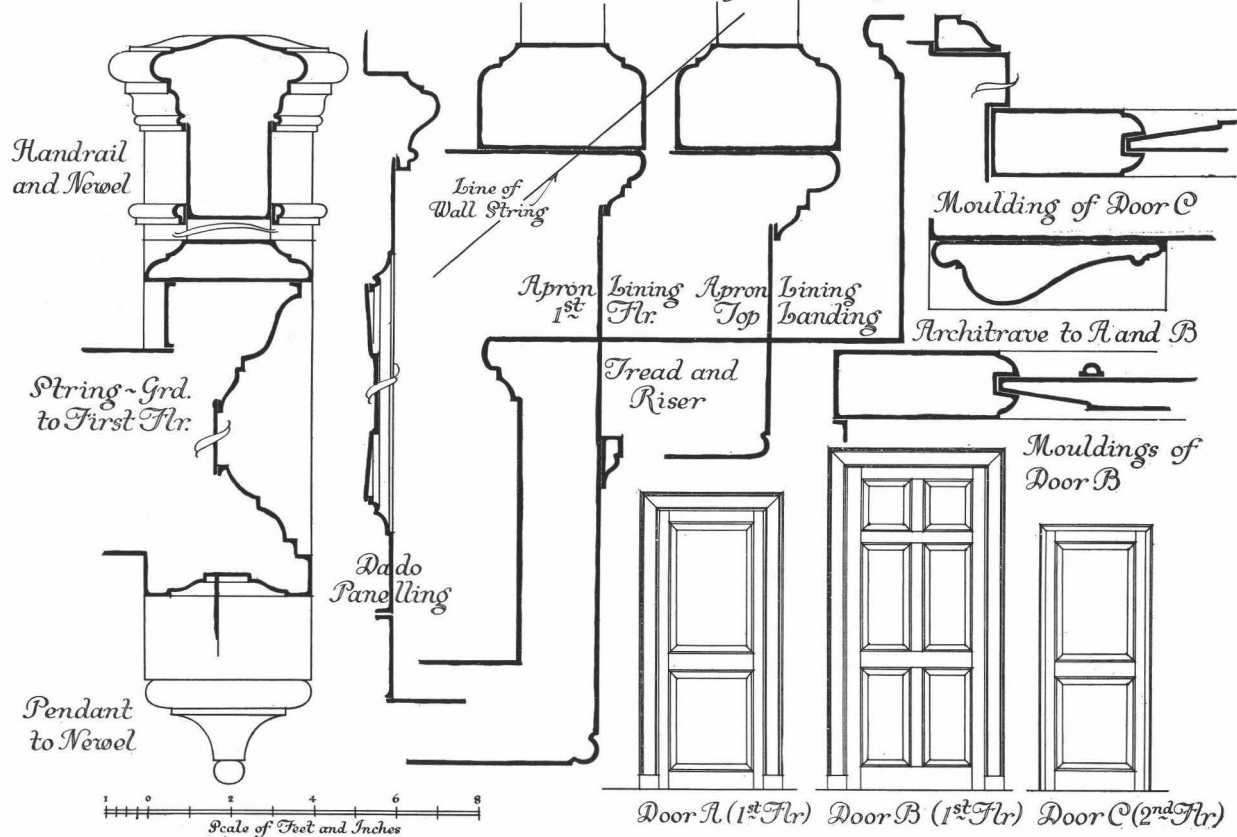 Handrail
and Newel
Line of
Wall String
Moulding of Door C
Apron Lining
1st Flr.
Apron Lining
Top Landing
Architrave to A and B
String ~ Grd.
to First Flr.
Tread and
Riser
Mouldings of
Door B
Dado
Panelling
Pendant
to Newel
1 0 2 4 6 8
Scale of Feet and Inches
Door A (1st Flr)
Door B (1st Flr)
Door C (2nd Flr)